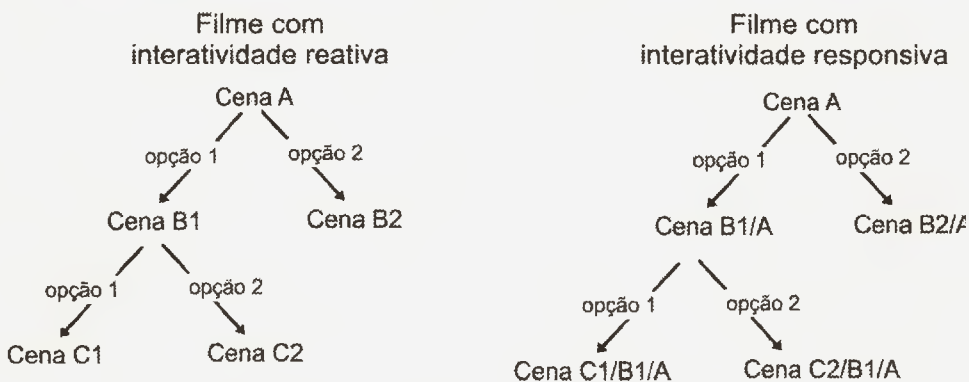 Filme com
interatividade reativa
Cena A
opção 1
opção 2
Cena B1
Cena B2
opção 1
opção 2
Cena C1
Cena C2
Filme com
interatividade responsiva
Cena A
opção 1
opção 2
Cena B1/A
Cena B2/A
opção 1
opção 2
Cena C1/B1/A
Cena C2/B1/A